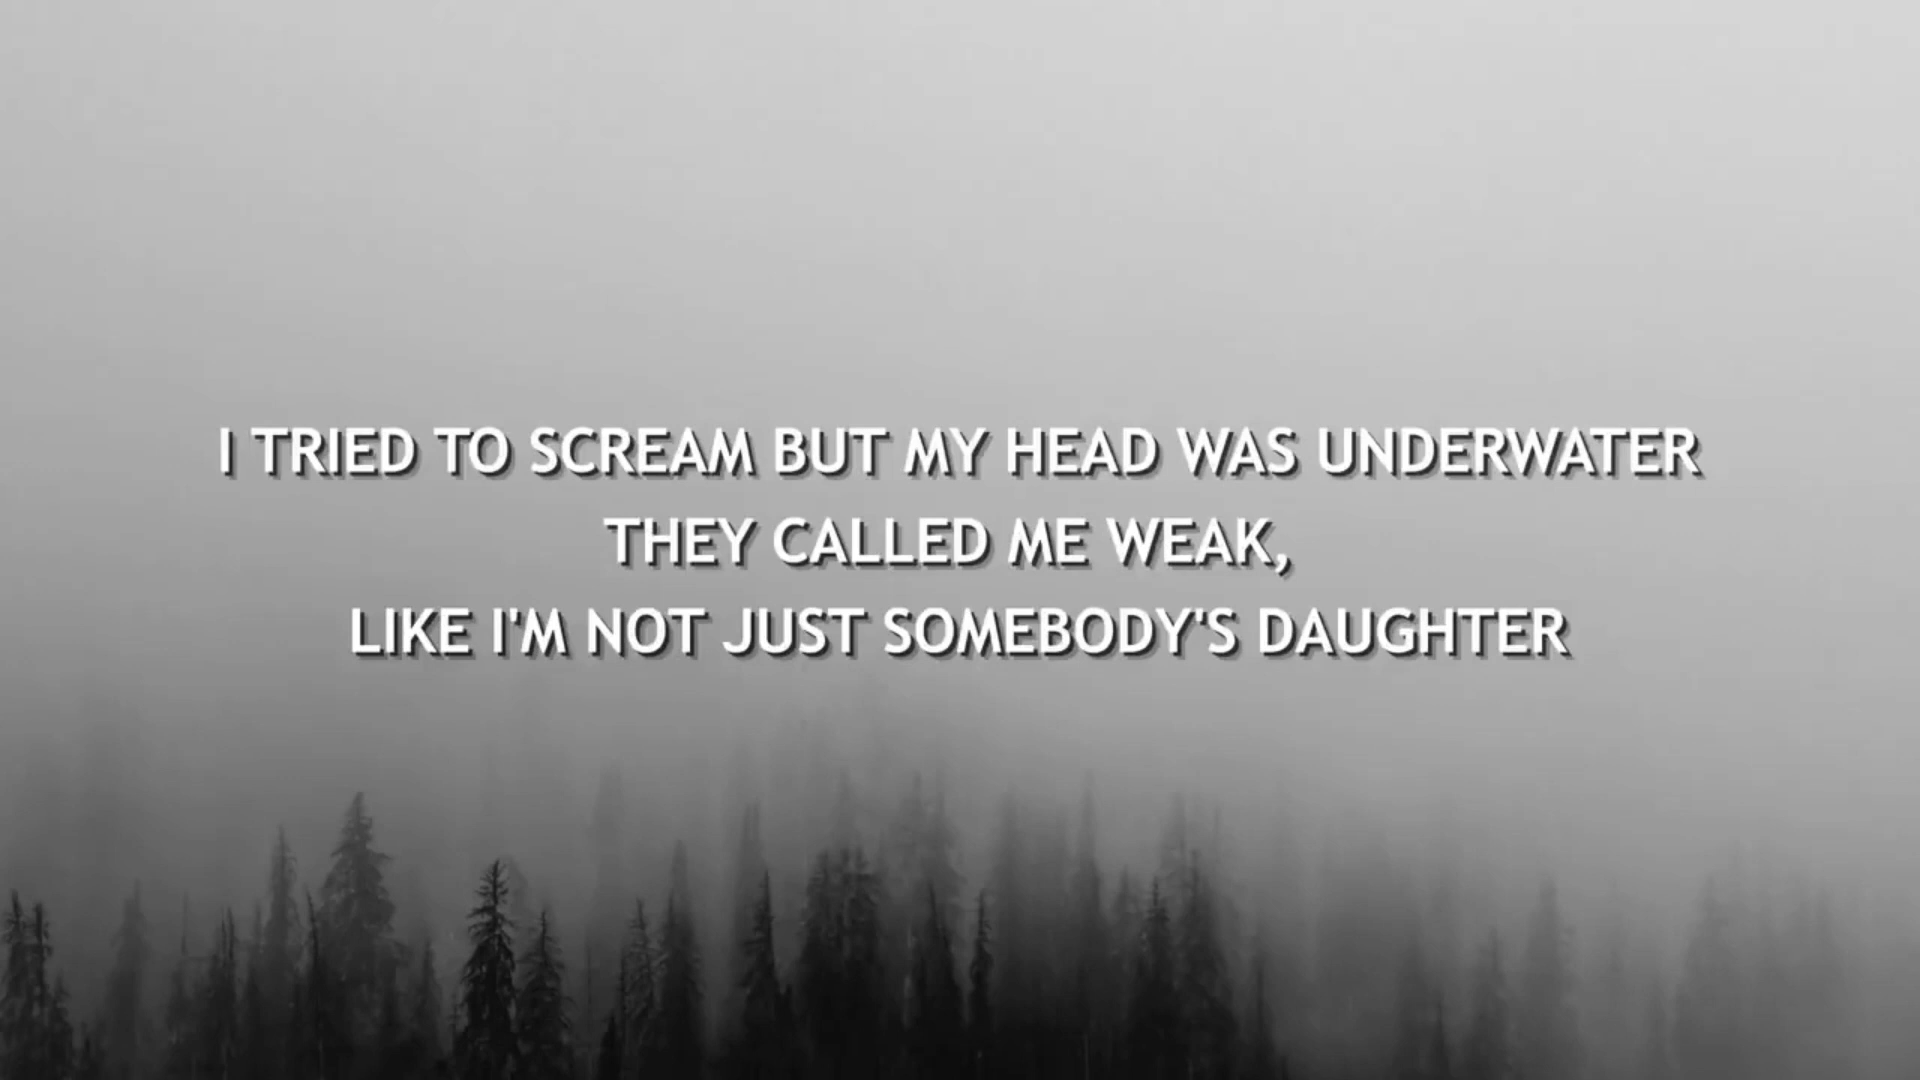 I TRIED TO SCREAM BUT MY HEAD WAS UNDERWATER
THEY CALLED ME WEAK,
LIKE I'M NOT JUST SOMEBODY'S DAUGHTER